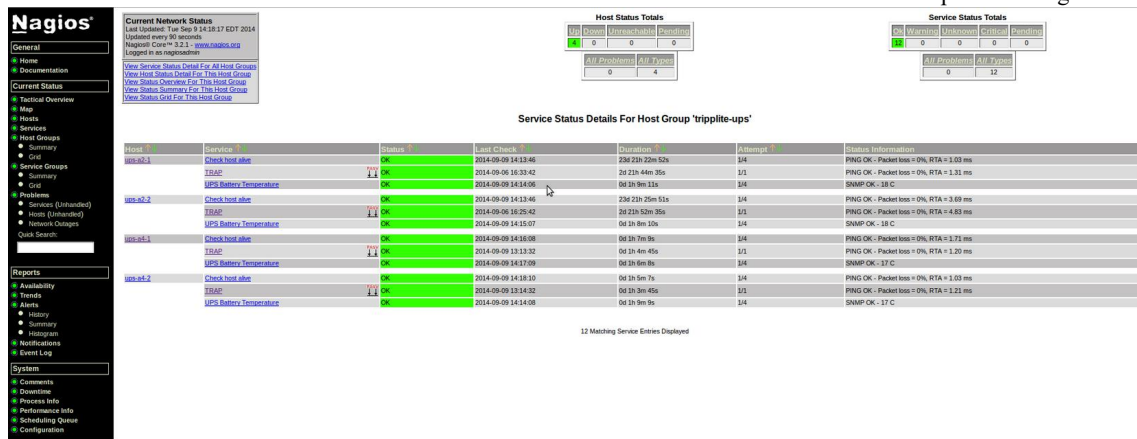 Nagios®
General
Home
Documentation
Current Status
Tactical Overview
Map
Hosts
Services
Host Groups
Summary
Grid
Service Groups
Summary
Grid
Problems
Services (Unhandled)
Hosts (Unhandled)
Network Outages
Quick Search:
Reports
Availability
Trends
Alerts
History
Summary
Histogram
Notifications
Event Log
System
Comments
Downtime
Process Info
Performance Info
Scheduling Queue
Configuration
Current Network Status
Last Updated: Tue Sep 9 14:18:17 EDT 2014
Updated every 90 seconds
Nagios® Core™ 3.2.1 - www.nagios.org
Logged in as nagiosadmin
View Service Status Detail For All Host Groups
View Host Status Detail For This Host Group
View Status Overview For This Host Group
View Status Summary For This Host Group
View Status Grid For This Host Group
Host Status Totals
Up Down Unreachable Pending
4 0 0 0
All Problems All Types
0 4
Service Status Totals
Ok Warning Unknown Critical Pending
12 0 0 0 0
All Problems All Types
0 12
Service Status Details For Host Group 'tripplite-ups'
Host Service Status Last Check Duration Attempt Status Information
ups-a2-1 Check host alive OK 2014-09-09 14:13:46 23d 21h 22m 52s 1/4 PING OK - Packet loss = 0%, RTA = 1.03 ms
TRAP OK 2014-09-06 16:33:42 2d 21h 44m 35s 1/1 PING OK - Packet loss = 0%, RTA = 1.31 ms
UPS Battery Temperature OK 2014-09-09 14:14:06 0d 1h 9m 11s 1/4 SNMP OK - 18 C
ups-a2-2 Check host alive OK 2014-09-09 14:13:46 23d 21h 25m 51s 1/4 PING OK - Packet loss = 0%, RTA = 3.69 ms
TRAP OK 2014-09-06 16:25:42 2d 21h 52m 35s 1/1 PING OK - Packet loss = 0%, RTA = 4.83 ms
UPS Battery Temperature OK 2014-09-09 14:15:07 0d 1h 8m 10s 1/4 SNMP OK - 18 C
ups-a4-1 Check host alive OK 2014-09-09 14:16:08 0d 1h 7m 9s 1/4 PING OK - Packet loss = 0%, RTA = 1.71 ms
TRAP OK 2014-09-09 13:13:32 0d 1h 4m 45s 1/1 PING OK - Packet loss = 0%, RTA = 1.20 ms
UPS Battery Temperature OK 2014-09-09 14:17:09 0d 1h 6m 8s 1/4 SNMP OK - 17 C
ups-a4-2 Check host alive OK 2014-09-09 14:18:10 0d 1h 5m 7s 1/4 PING OK - Packet loss = 0%, RTA = 1.03 ms
TRAP OK 2014-09-09 13:14:32 0d 1h 3m 45s 1/1 PING OK - Packet loss = 0%, RTA = 1.21 ms
UPS Battery Temperature OK 2014-09-09 14:14:08 0d 1h 9m 9s 1/4 SNMP OK - 17 C
12 Matching Service Entries Displayed